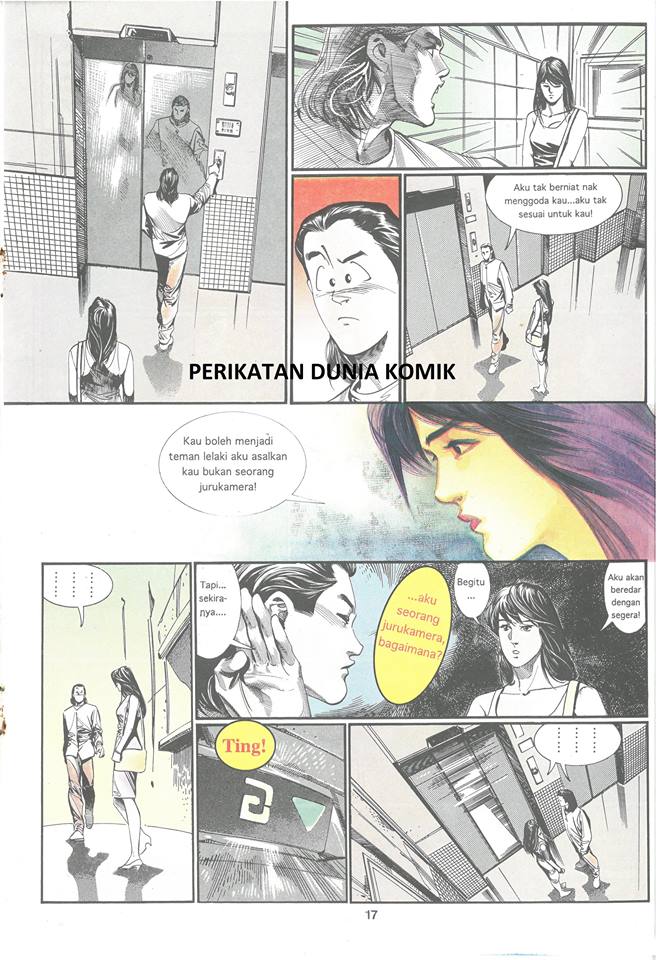 Aku tak berniat nak
menggoda kau...aku tak
sesuai untuk kau!
PERIKATAN DUNIA KOMIK
Kau boleh menjadi
teman lelaki aku asalkan
kau bukan seorang
jurukamera!
Tapi...
sekira-
nya....
...aku
seorang
jurukamera,
bagaimana?
Begitu
...
Aku akan
beredar
dengan
segera!
Ting!
G
17